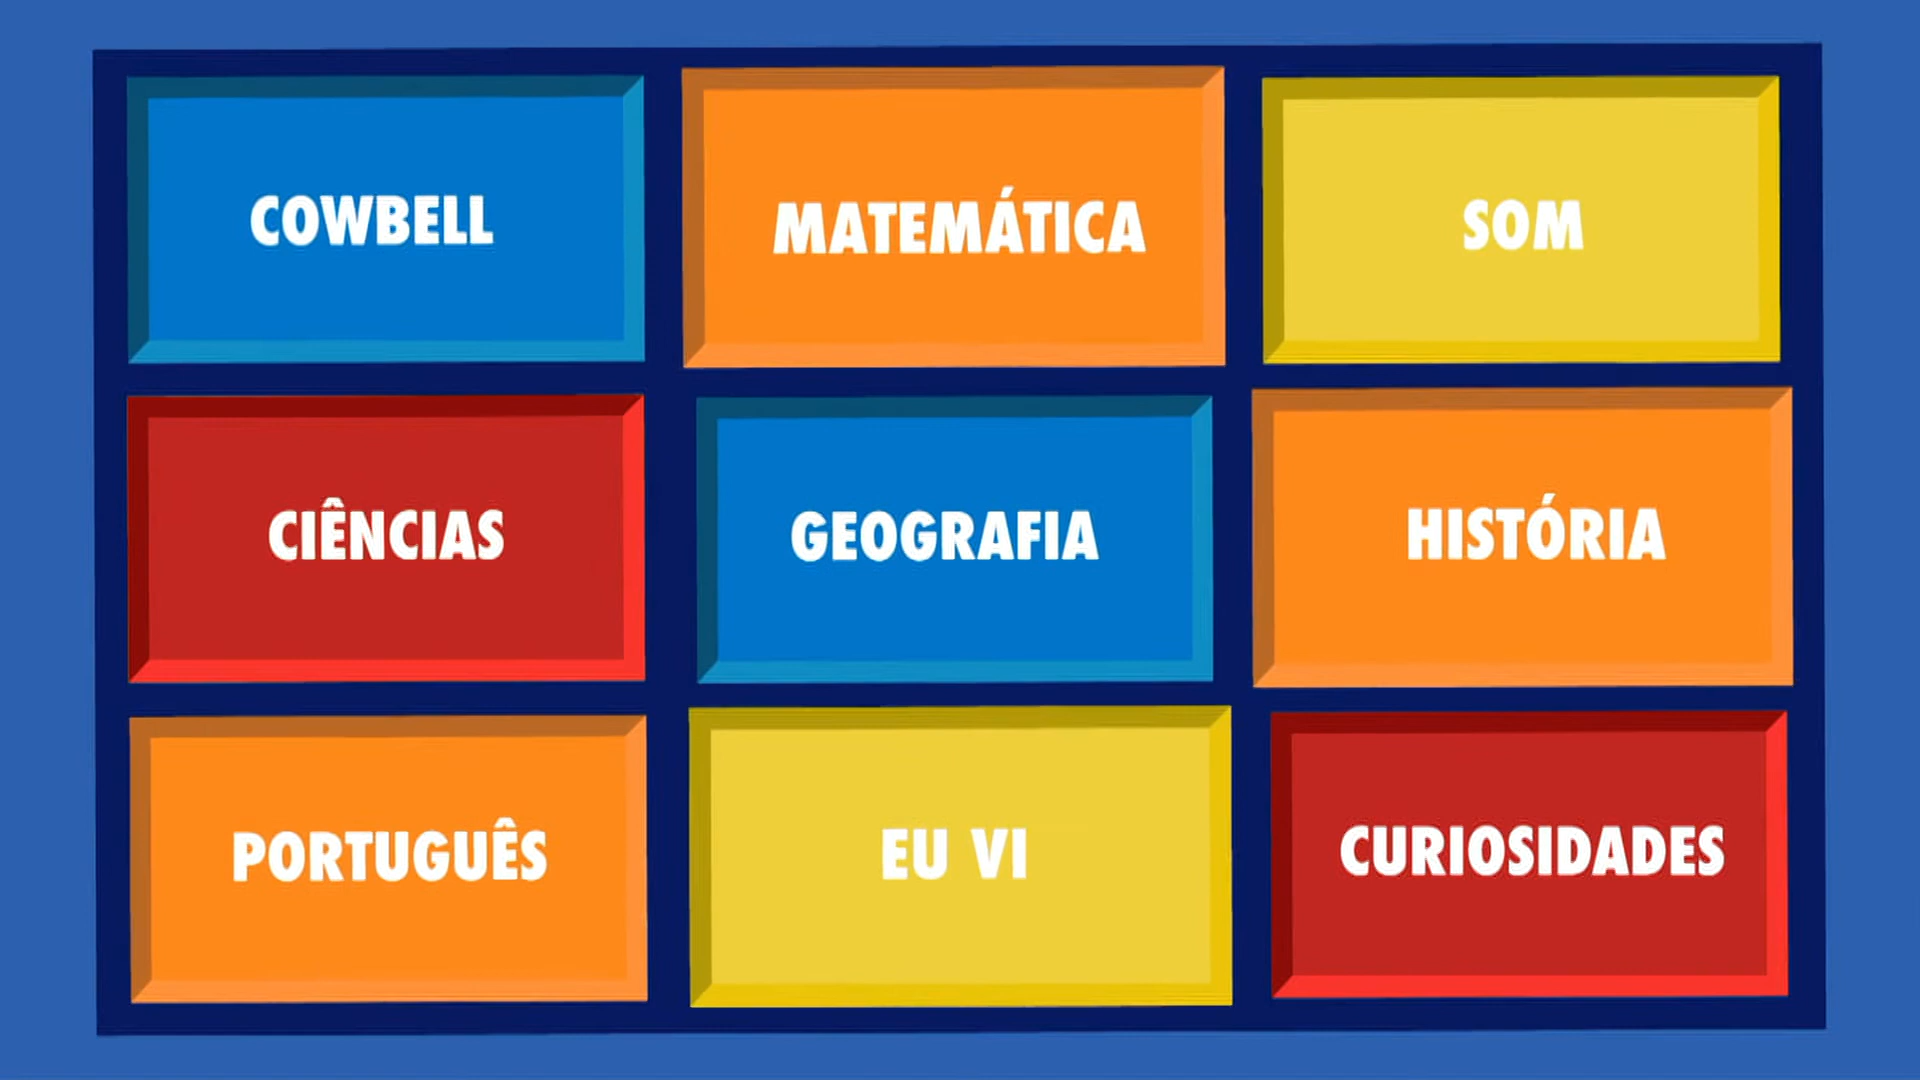 COWBELL
MATEMÁTICA
SOM
CIÊNCIAS
GEOGRAFIA
HISTÓRIA
PORTUGUÊS
EU VI
CURIOSIDADES